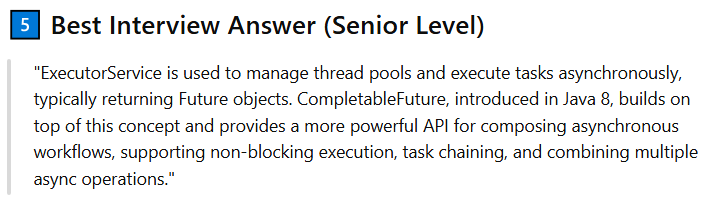 5 Best Interview Answer (Senior Level)
"ExecutorService is used to manage thread pools and execute tasks asynchronously,
typically returning Future objects. CompletableFuture, introduced in Java 8, builds on
top of this concept and provides a more powerful API for composing asynchronous
workflows, supporting non-blocking execution, task chaining, and combining multiple
async operations."